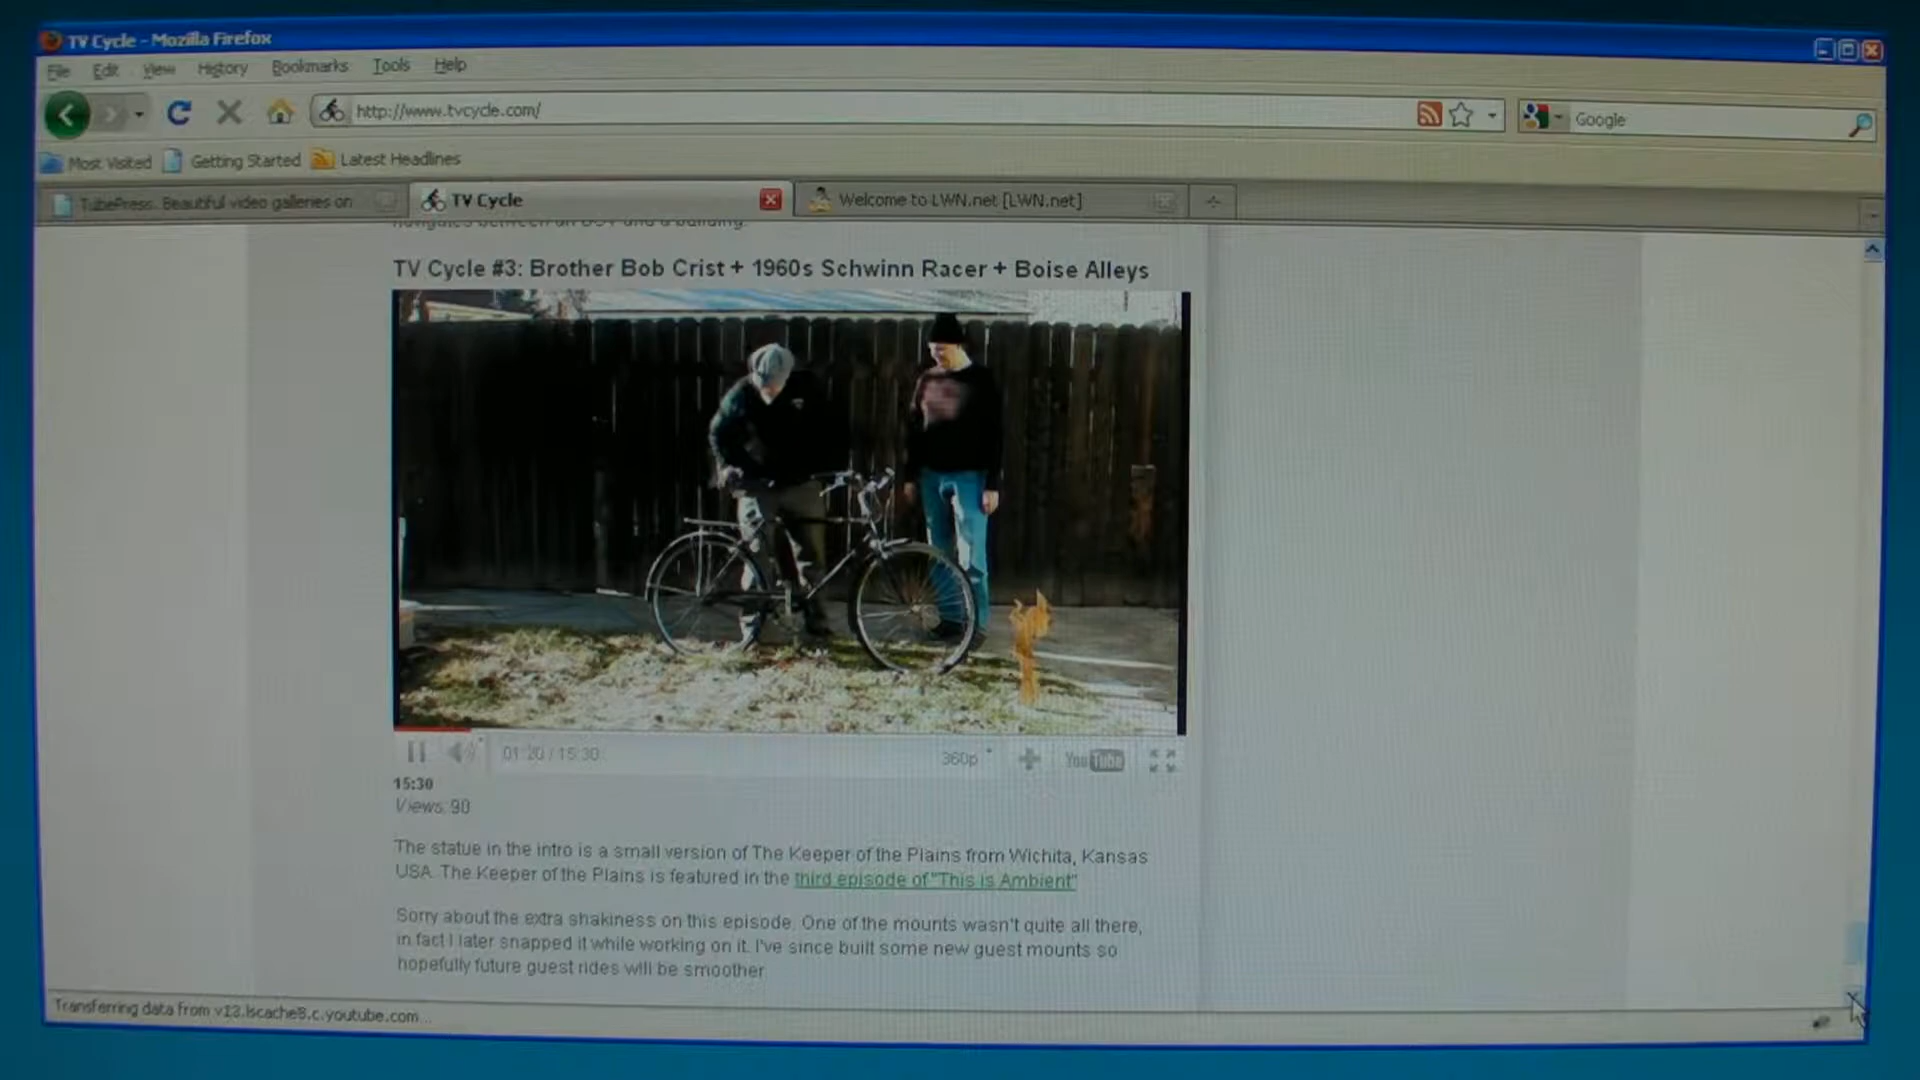 TV Cycle - Mozilla Firefox
File Edit View History Bookmarks Tools Help
http://www.tvcycle.com/
Google
Most Visited Getting Started Latest Headlines
TubePress. Beautiful video galleries on
TV Cycle
Welcome to LWN.net [LWN.net]
TV Cycle #3: Brother Bob Crist + 1960s Schwinn Racer + Boise Alleys
01:20 / 15:30
360p
YouTube
15:30
Views: 90
The statue in the intro is a small version of The Keeper of the Plains from Wichita, Kansas
USA. The Keeper of the Plains is featured in the third episode of "This is Ambient"
Sorry about the extra shakiness on this episode. One of the mounts wasn't quite all there,
in fact I later snapped it while working on it. I've since built some new guest mounts so
hopefully future guest rides will be smoother.
Transferring data from v12.lscache8.c.youtube.com...